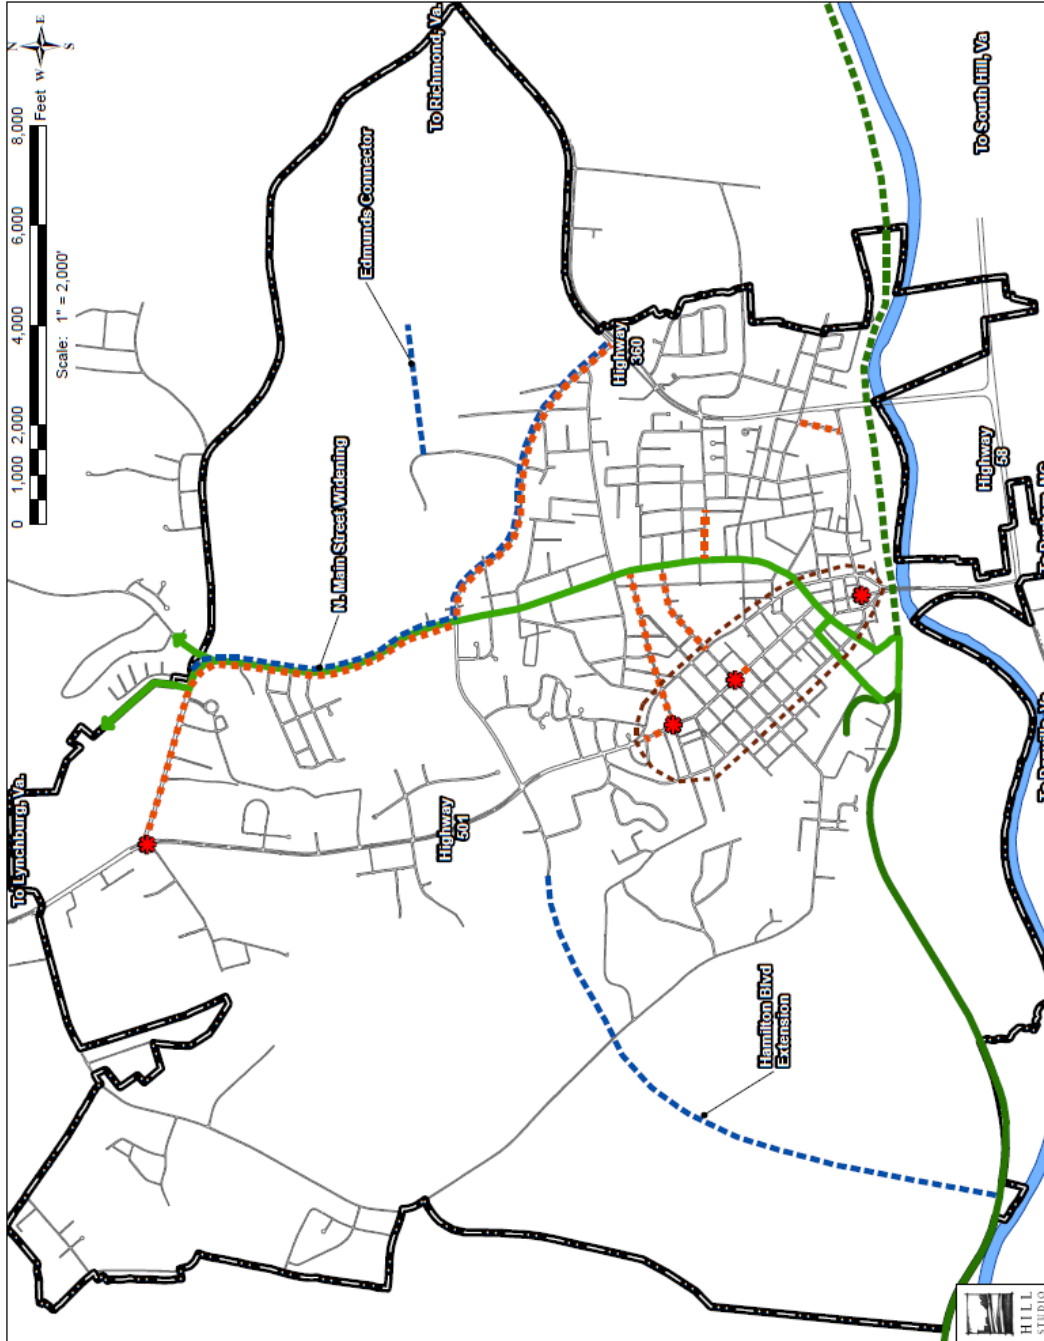 N
W E
S
0 1,000 2,000 4,000 6,000 8,000
Feet
Scale: 1" = 2,000'
To Lynchburg, Va.
To Richmond, Va.
Edmunds Connector
N. Main Street Widening
Highway
501
Highway
360
To South Hill, Va
Highway
58
Hamilton Blvd
Extension
HILL
STUDIO